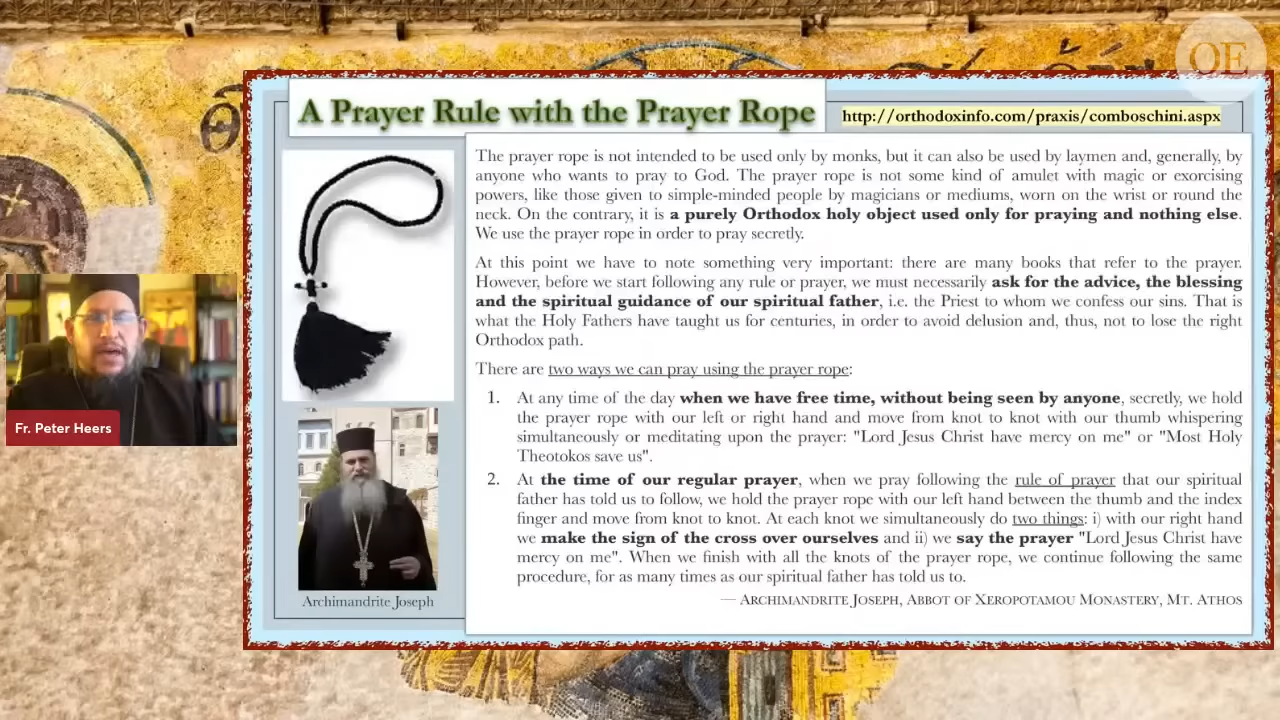 OE
A Prayer Rule with the Prayer Rope
http://orthodoxinfo.com/praxis/comboschini.aspx
The prayer rope is not intended to be used only by monks, but it can also be used by laymen and, generally, by
anyone who wants to pray to God. The prayer rope is not some kind of amulet with magic or exorcising
powers, like those given to simple-minded people by magicians or mediums, worn on the wrist or round the
neck. On the contrary, it is a purely Orthodox holy object used only for praying and nothing else.
We use the prayer rope in order to pray secretly.
At this point we have to note something very important: there are many books that refer to the prayer.
However, before we start following any rule or prayer, we must necessarily ask for the advice, the blessing
and the spiritual guidance of our spiritual father, i.e. the Priest to whom we confess our sins. That is
what the Holy Fathers have taught us for centuries, in order to avoid delusion and, thus, not to lose the right
Orthodox path.
There are two ways we can pray using the prayer rope:
1. At any time of the day when we have free time, without being seen by anyone, secretly, we hold
the prayer rope with our left or right hand and move from knot to knot with our thumb whispering
simultaneously or meditating upon the prayer: "Lord Jesus Christ have mercy on me" or "Most Holy
Theotokos save us".
2. At the time of our regular prayer, when we pray following the rule of prayer that our spiritual
father has told us to follow, we hold the prayer rope with our left hand between the thumb and the index
finger and move from knot to knot. At each knot we simultaneously do two things: i) with our right hand
we make the sign of the cross over ourselves and ii) we say the prayer "Lord Jesus Christ have
mercy on me". When we finish with all the knots of the prayer rope, we continue following the same
procedure, for as many times as our spiritual father has told us to.
— ARCHIMANDRITE JOSEPH, ABBOT OF XEROPOTAMOU MONASTERY, MT. ATHOS
Archimandrite Joseph
Fr. Peter Heers